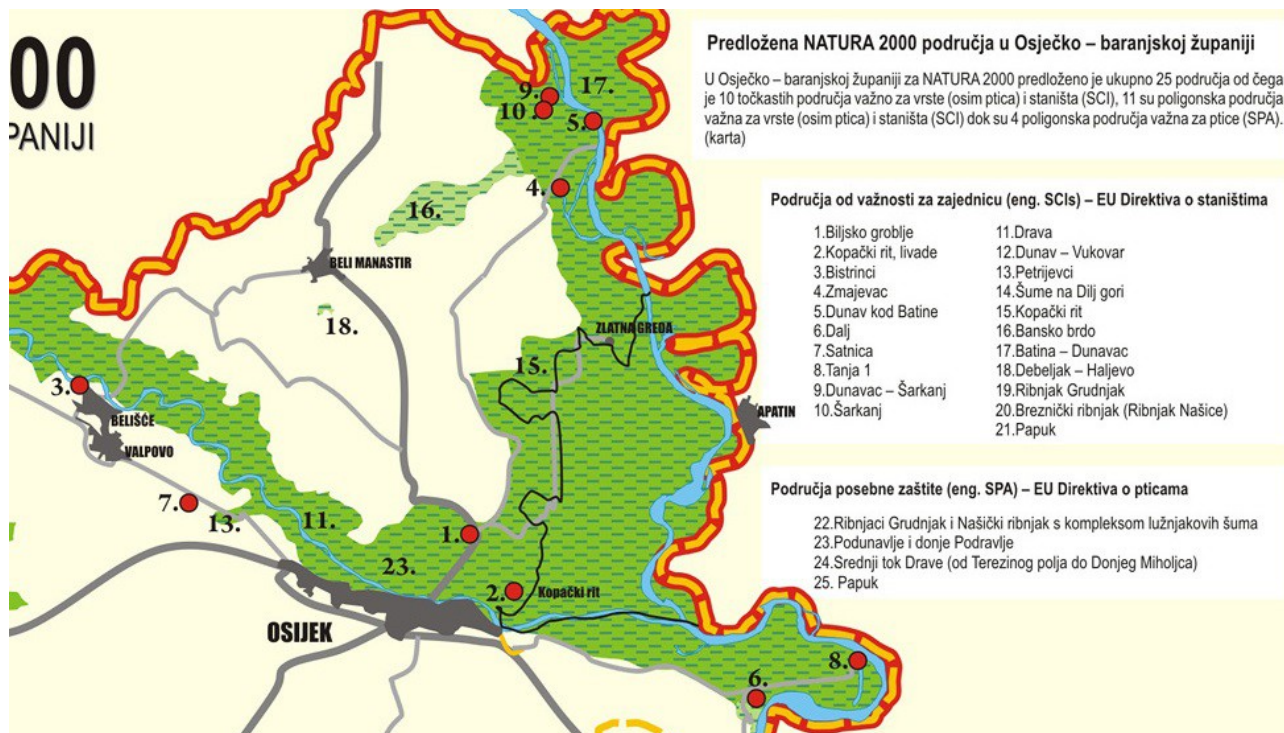 00
PANIJI
Predložena NATURA 2000 područja u Osječko – baranjskoj županiji
U Osječko – baranjskoj županiji za NATURA 2000 predloženo je ukupno 25 područja od čega
je 10 točkastih područja važno za vrste (osim ptica) i staništa (SCI), 11 su poligonska područja
važna za vrste (osim ptica) i staništa (SCI) dok su 4 poligonska područja važna za ptice (SPA).
(karta)
Područja od važnosti za zajednicu (eng. SCIs) – EU Direktiva o staništima
1.Biljsko groblje
2.Kopački rit, livade
3.Bistrinci
4.Zmajevac
5.Dunav kod Batine
6.Dalj
7.Satnica
8.Tanja 1
9.Dunavac – Šarkanj
10.Šarkanj
11.Drava
12.Dunav – Vukovar
13.Petrijevci
14.Šume na Dilj gori
15.Kopački rit
16.Bansko brdo
17.Batina – Dunavac
18.Debeljak – Haljevo
19.Ribnjak Grudnjak
20.Breznički ribnjak (Ribnjak Našice)
21.Papuk
Područja posebne zaštite (eng. SPA) – EU Direktiva o pticama
22.Ribnjaci Grudnjak i Našički ribnjak s kompleksom lužnjakovih šuma
23.Podunavlje i donje Podravlje
24.Srednji tok Drave (od Terezinog polja do Donjeg Miholjca)
25. Papuk
9.
17.
10.
5.
4.
16.
BELI MANASTIR
18.
ZLATNA GREDA
15.
3.
BELIŠĆE
APATIN
VALPOVO
7.
13.
11.
1.
23.
2.
Kopački rit
OSIJEK
8.
6.